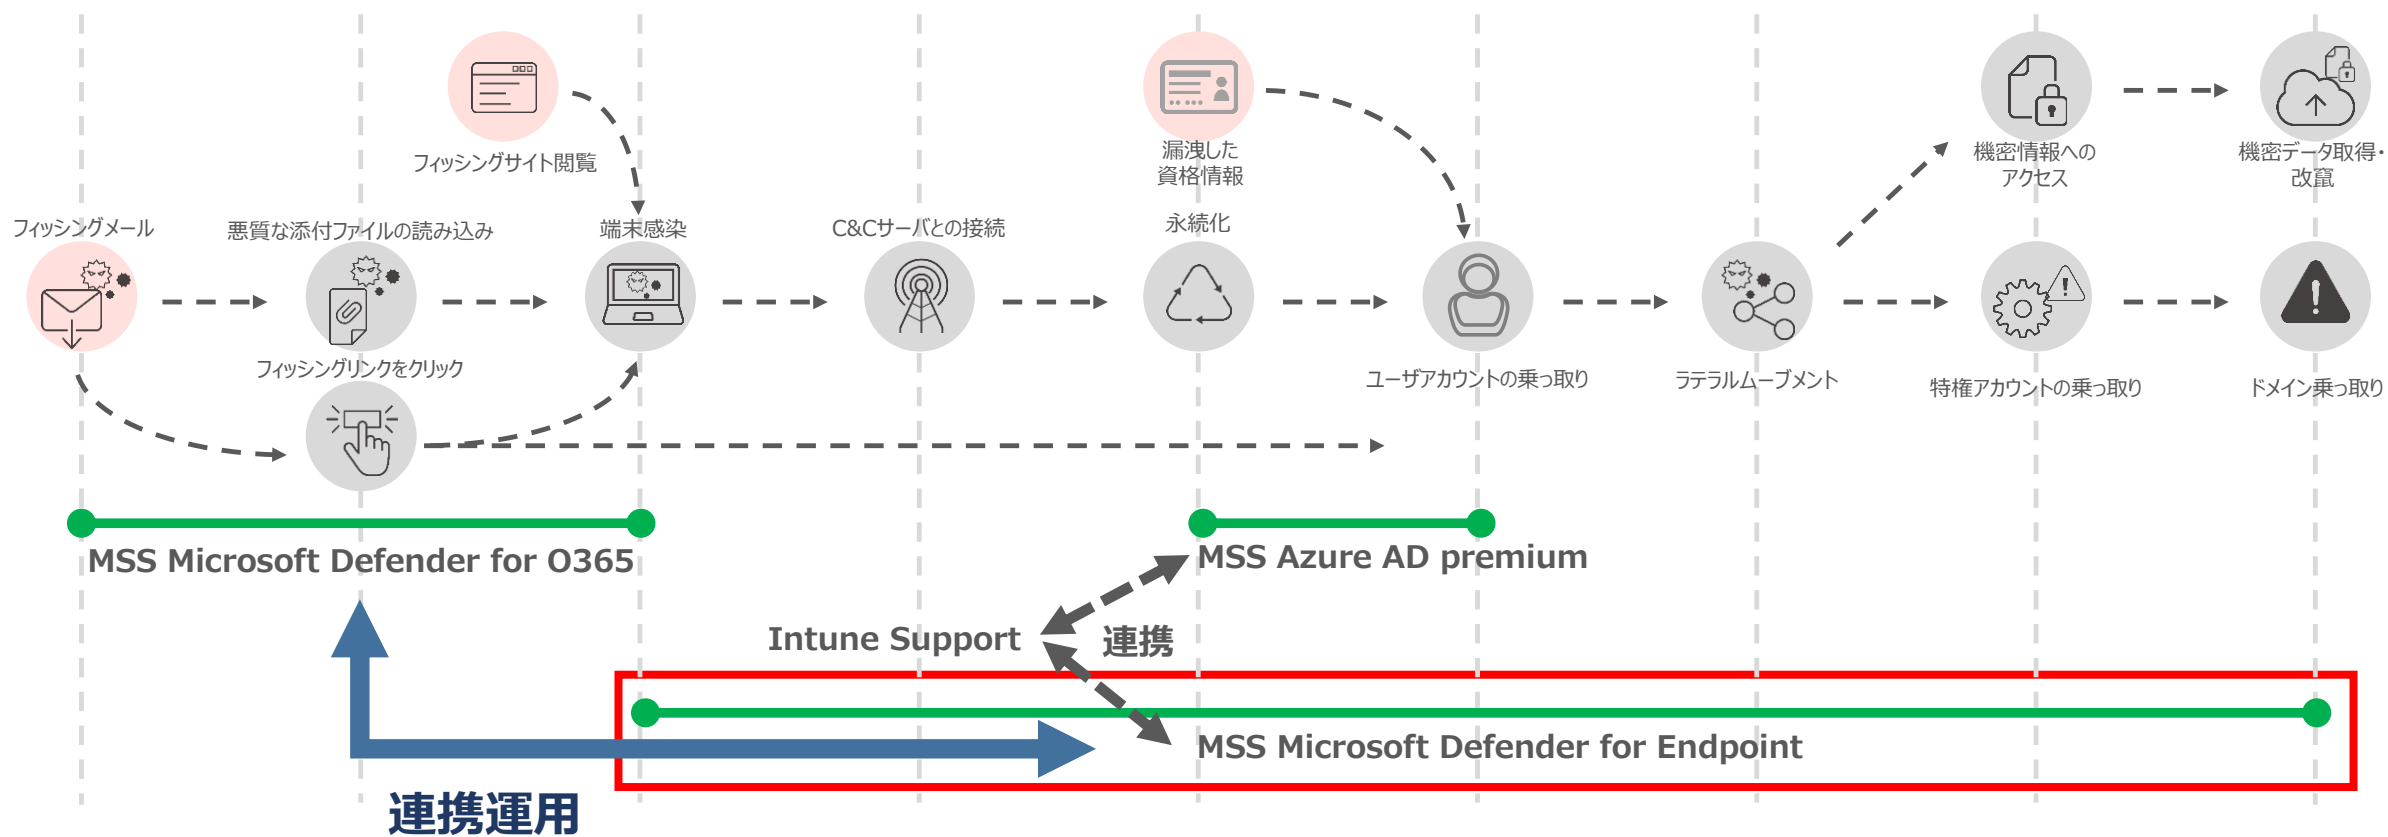 フィッシングサイト閲覧
漏洩した
資格情報
機密情報への
アクセス
機密データ取得・
改竄
フィッシングメール
悪質な添付ファイルの読み込み
端末感染
C&Cサーバとの接続
永続化
フィッシングリンクをクリック
ユーザアカウントの乗っ取り
ラテラルムーブメント
特権アカウントの乗っ取り
ドメイン乗っ取り
MSS Microsoft Defender for O365
MSS Azure AD premium
Intune Support
連携
MSS Microsoft Defender for Endpoint
連携運用